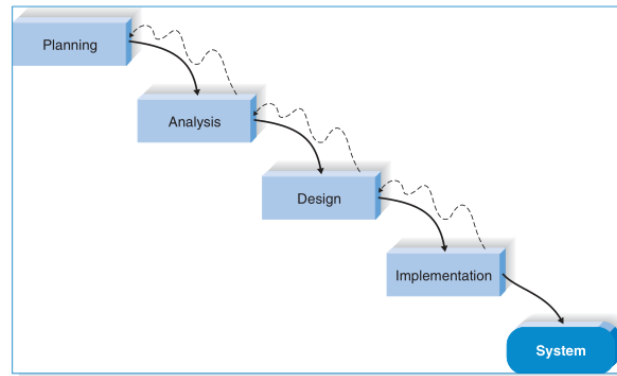 Planning
Analysis
Design
Implementation
System